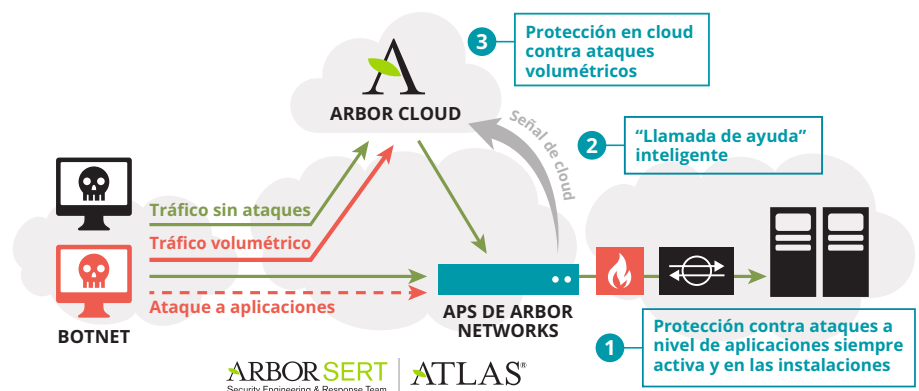 3
Protección en cloud
contra ataques
volumétricos
A
ARBOR CLOUD
Señal de cloud
2
“Llamada de ayuda”
inteligente
Tráfico sin ataques
Tráfico volumétrico
Ataque a aplicaciones
BOTNET
APS DE ARBOR
NETWORKS
1
Protección contra ataques a
nivel de aplicaciones siempre
activa y en las instalaciones
ARBOR SERT
Security Engineering & Response Team
ATLAS®